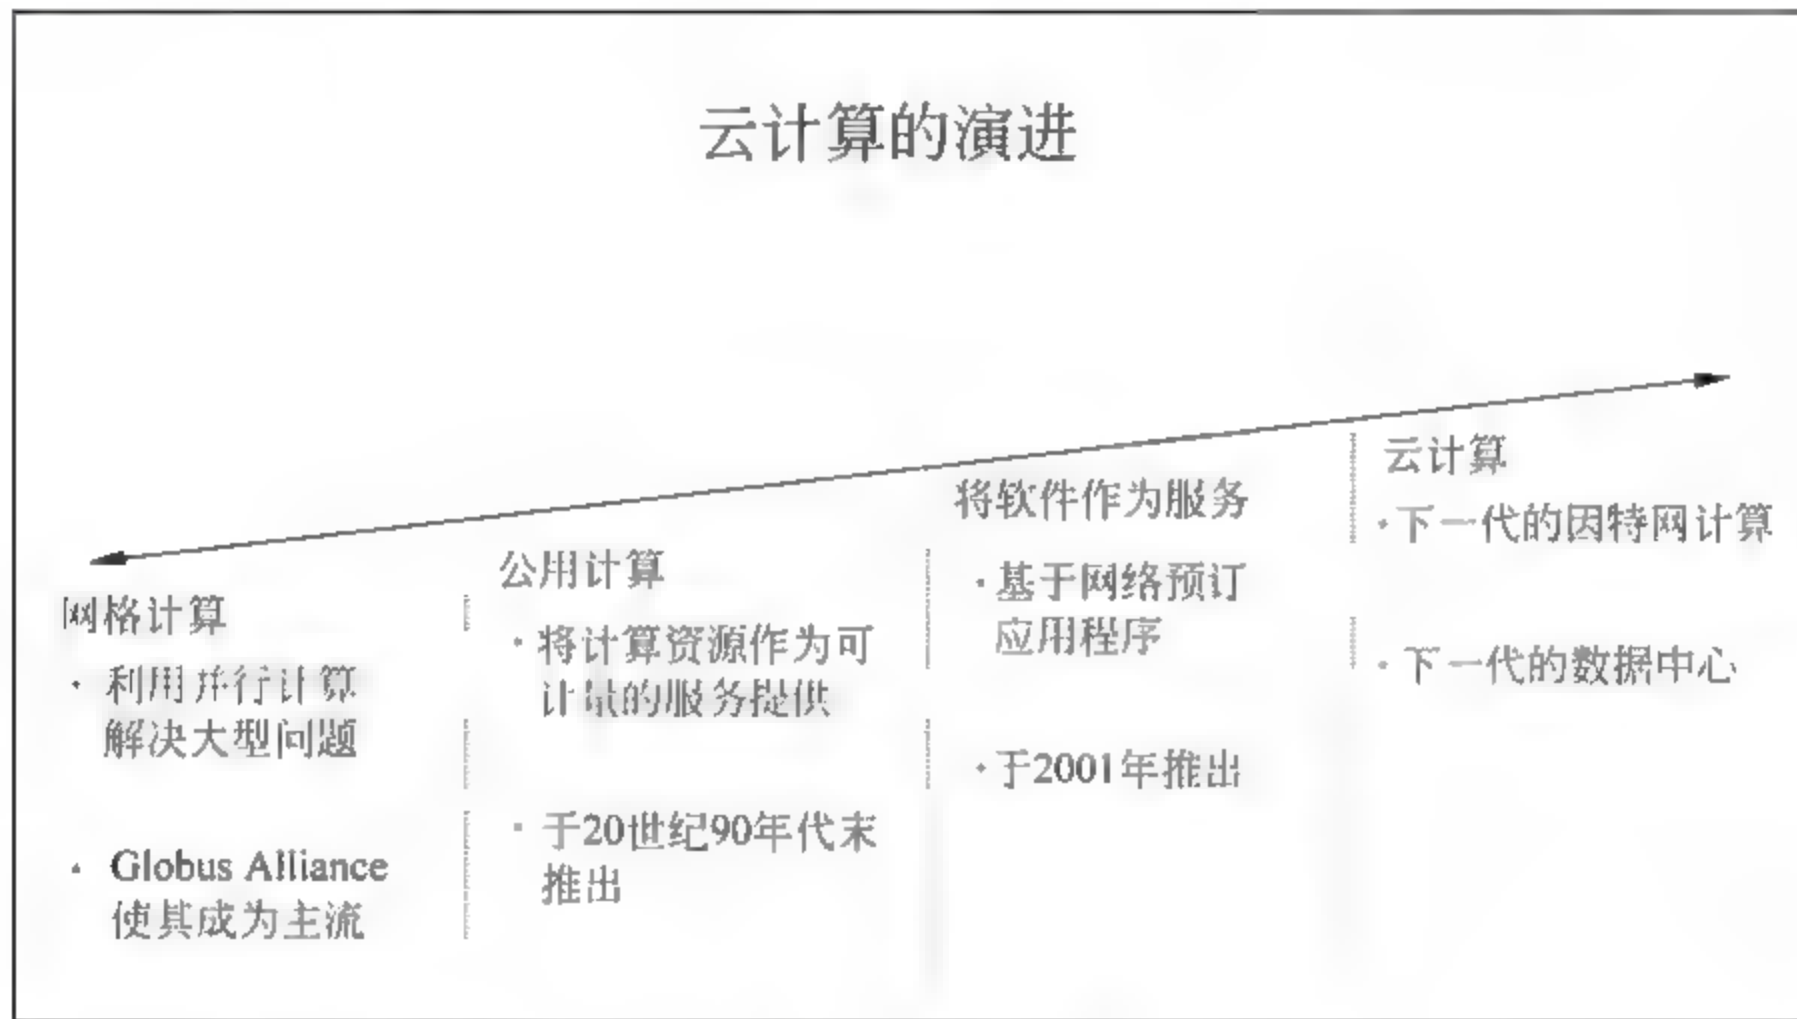 云计算的演进
网格计算
· 利用并行计算
解决大型问题
· Globus Alliance
使其成为主流
公用计算
· 将计算资源作为可
计量的服务提供
· 于20世纪90年代末
推出
将软件作为服务
· 基于网络预订
应用程序
· 于2001年推出
云计算
· 下一代的因特网计算
· 下一代的数据中心